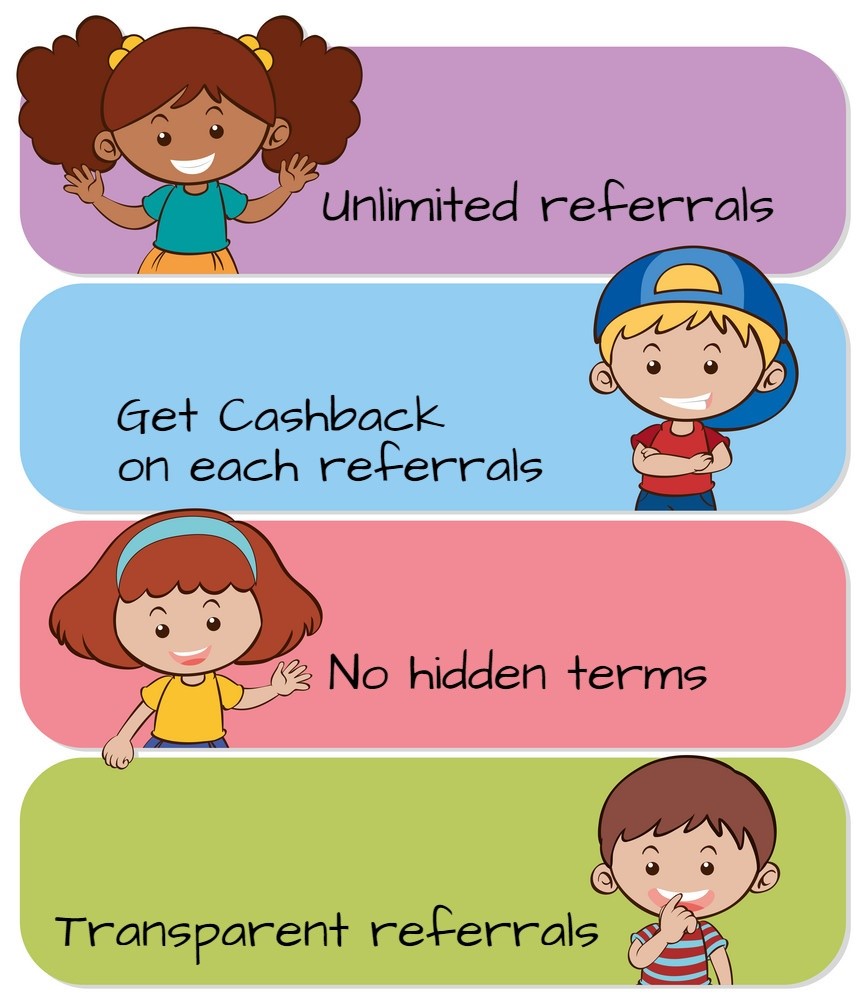 Unlimited referrals
Get Cashback
on each referrals
No hidden terms
Transparent referrals